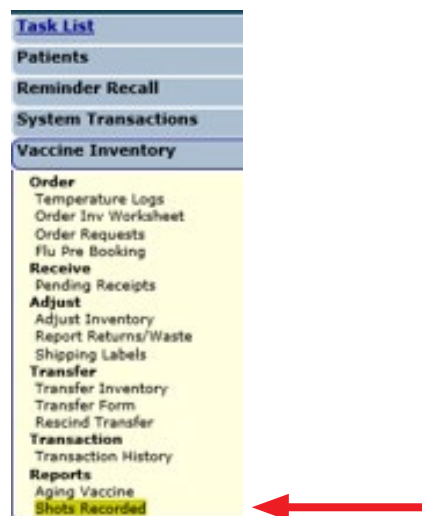 Task List
Patients
Reminder Recall
System Transactions
Vaccine Inventory
Order
Temperature Logs
Order Inv Worksheet
Order Requests
Flu Pre Booking
Receive
Pending Receipts
Adjust
Adjust Inventory
Report Returns/Waste
Shipping Labels
Transfer
Transfer Inventory
Transfer Form
Rescind Transfer
Transaction
Transaction History
Reports
Aging Vaccine
Shots Recorded